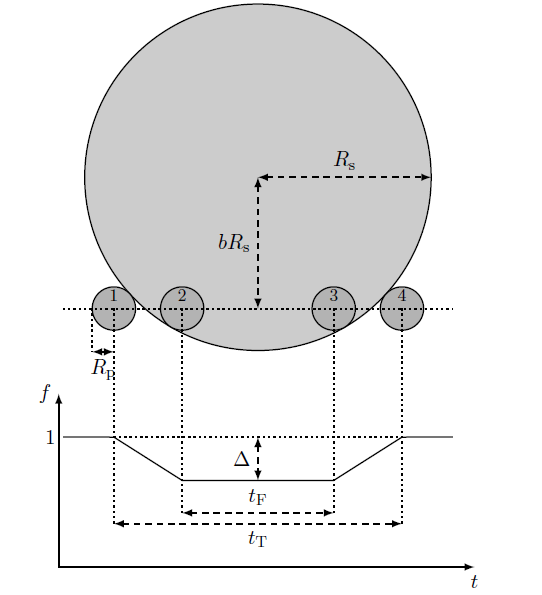 R_s
bR_s
1 2 3 4
R_p
f
1
Δ
t_F
t_T
t